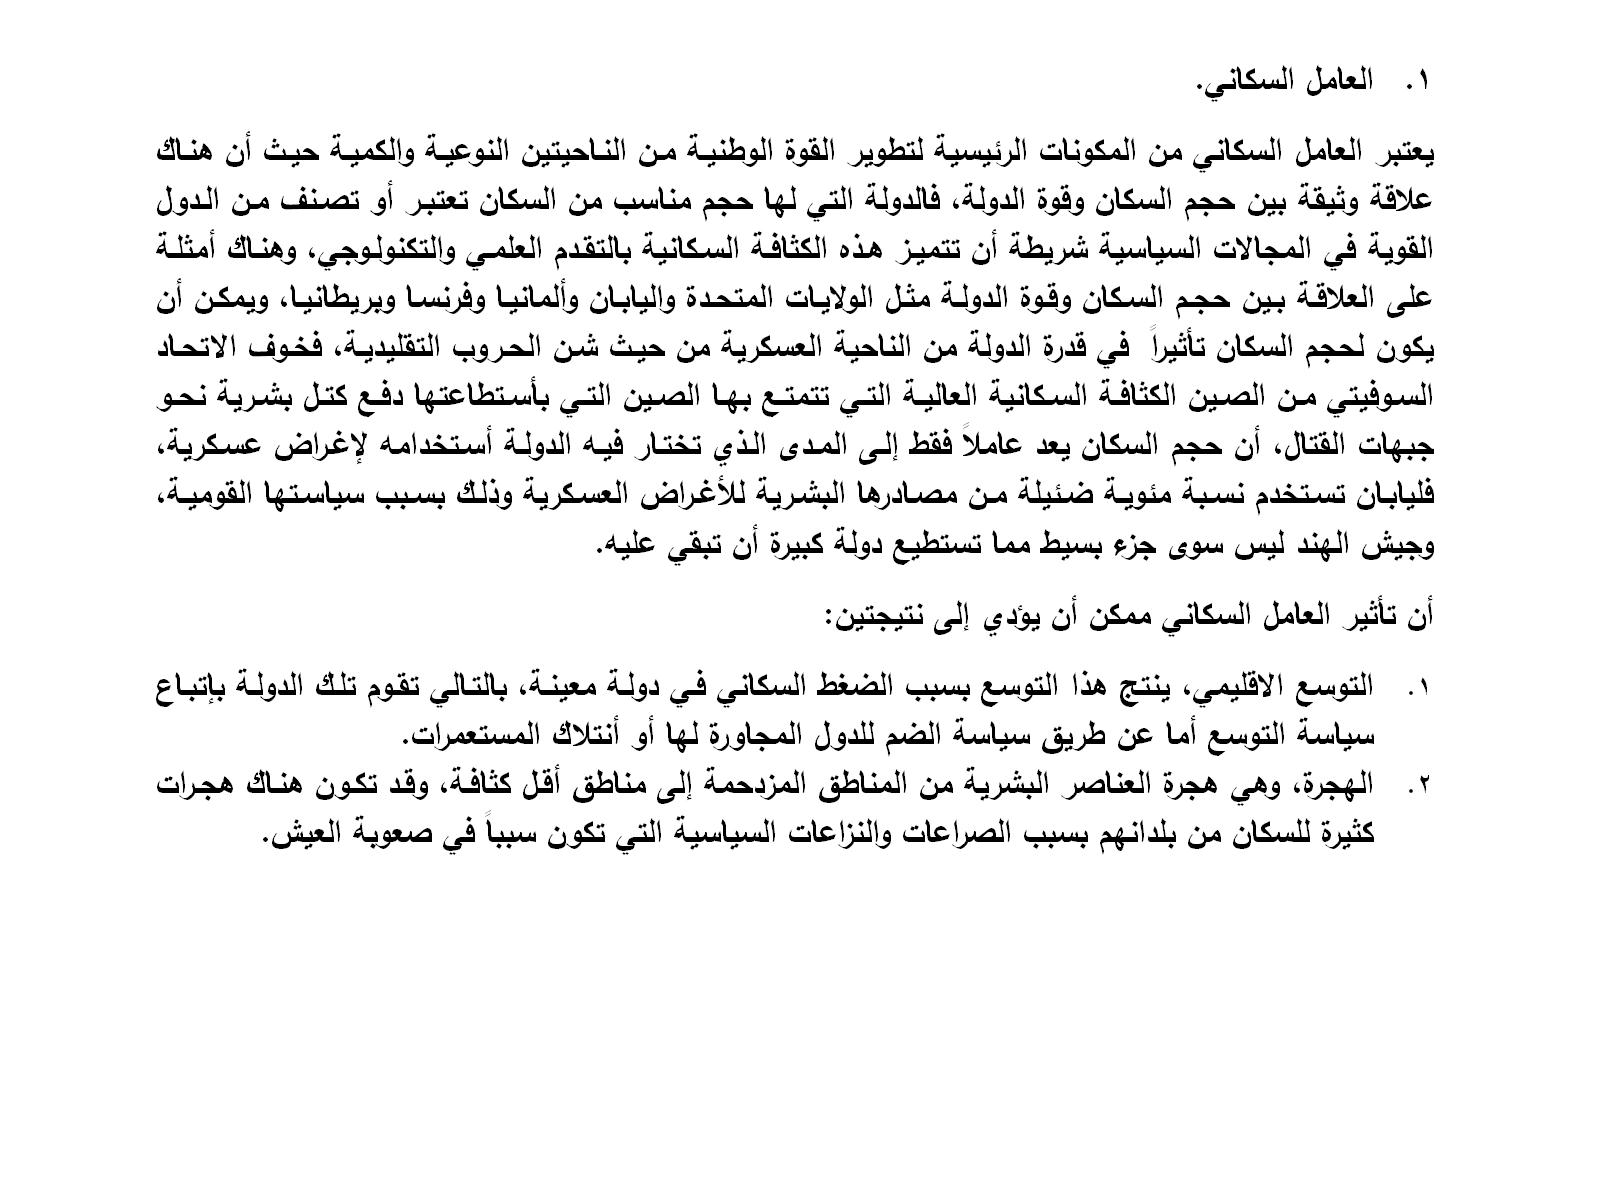 ١. العامل السكاني.
يعتبر العامل السكاني من المكونات الرئيسية لتطوير القوة الوطنية من الناحيتين النوعية والكمية حيث أن هناك
علاقة وثيقة بين حجم السكان وقوة الدولة، فالدولة التي لها حجم مناسب من السكان تعتبر أو تصنف من الدول
القوية في المجالات السياسية شريطة أن تتميز هذه الكثافة السكانية بالتقدم العلمي والتكنولوجي، وهناك أمثلة
على العلاقة بين حجم السكان وقوة الدولة مثل الولايات المتحدة واليابان وألمانيا وفرنسا وبريطانيا، ويمكن أن
يكون لحجم السكان تأثيراً في قدرة الدولة من الناحية العسكرية من حيث شن الحروب التقليدية، فخوف الاتحاد
السوفيتي من الصين الكثافة السكانية العالية التي تتمتع بها الصين التي بأستطاعتها دفع كتل بشرية نحو
جبهات القتال، أن حجم السكان يعد عاملاً فقط إلى المدى الذي تختار فيه الدولة أستخدامه لإغراض عسكرية،
فليابان تستخدم نسبة مئوية ضئيلة من مصادرها البشرية للأغراض العسكرية وذلك بسبب سياستها القومية،
وجيش الهند ليس سوى جزء بسيط مما تستطيع دولة كبيرة أن تبقي عليه.
أن تأثير العامل السكاني ممكن أن يؤدي إلى نتيجتين:
١. التوسع الاقليمي، ينتج هذا التوسع بسبب الضغط السكاني في دولة معينة، بالتالي تقوم تلك الدولة بإتباع
سياسة التوسع أما عن طريق سياسة الضم للدول المجاورة لها أو أنتلاك المستعمرات.
٢. الهجرة، وهي هجرة العناصر البشرية من المناطق المزدحمة إلى مناطق أقل كثافة، وقد تكون هناك هجرات
كثيرة للسكان من بلدانهم بسبب الصراعات والنزاعات السياسية التي تكون سبباً في صعوبة العيش.